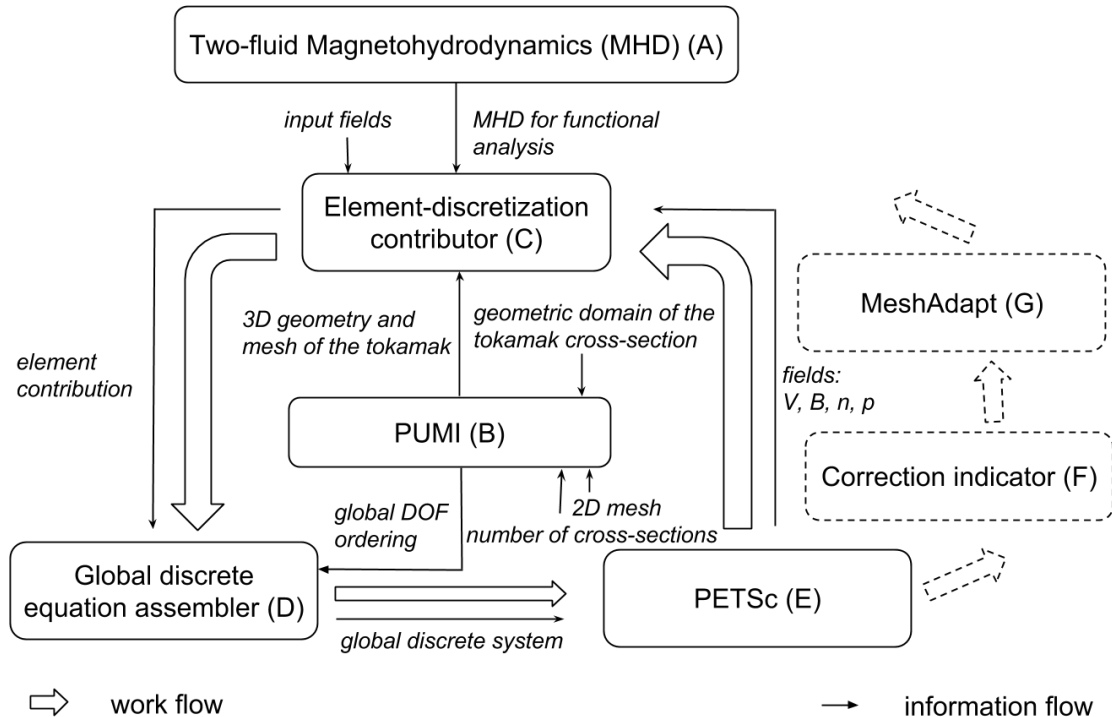 Two-fluid Magnetohydrodynamics (MHD) (A)
input fields
MHD for functional
analysis
Element-discretization
contributor (C)
MeshAdapt (G)
3D geometry and
mesh of the tokamak
geometric domain of the
tokamak cross-section
element
contribution
fields:
V, B, n, p
PUMI (B)
Correction indicator (F)
global DOF
ordering
2D mesh
number of cross-sections
Global discrete
equation assembler (D)
PETSc (E)
global discrete system
work flow
information flow